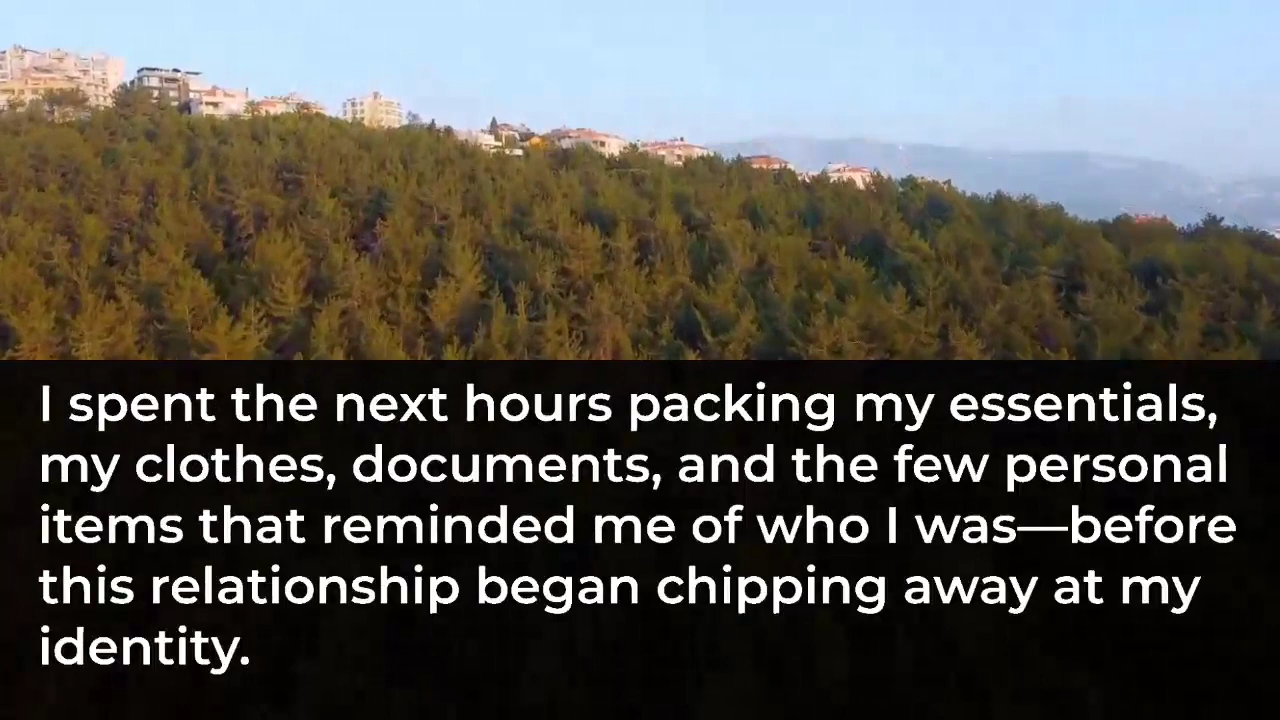 I spent the next hours packing my essentials,
my clothes, documents, and the few personal
items that reminded me of who I was—before
this relationship began chipping away at my
identity.